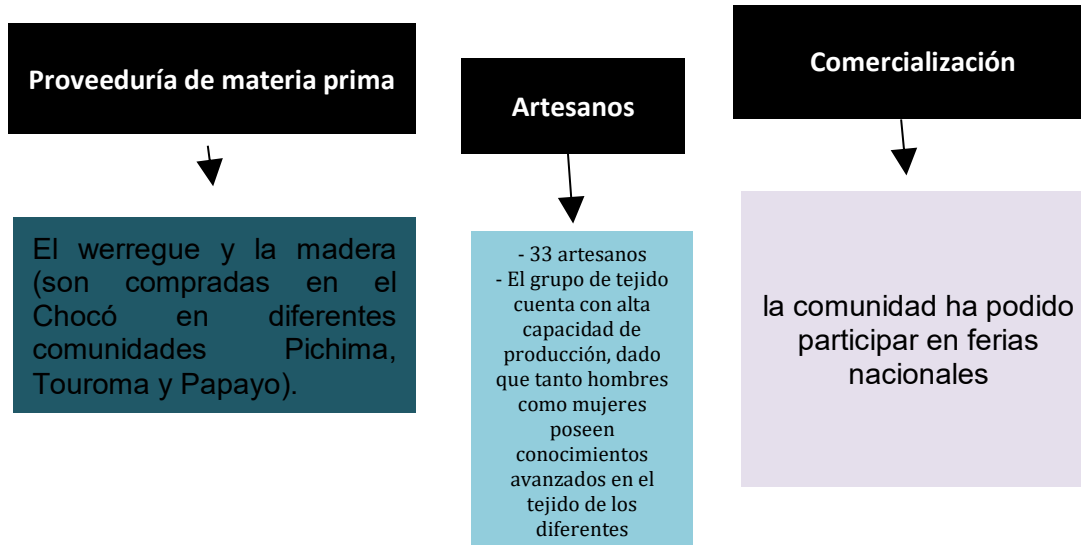 Proveeduría de materia prima
El werregue y la madera
(son compradas en el
Chocó en diferentes
comunidades Pichima,
Touroma y Papayo).
Artesanos
- 33 artesanos
- El grupo de tejido
cuenta con alta
capacidad de
producción, dado
que tanto hombres
como mujeres
poseen
conocimientos
avanzados en el
tejido de los
diferentes
Comercialización
la comunidad ha podido
participar en ferias
nacionales